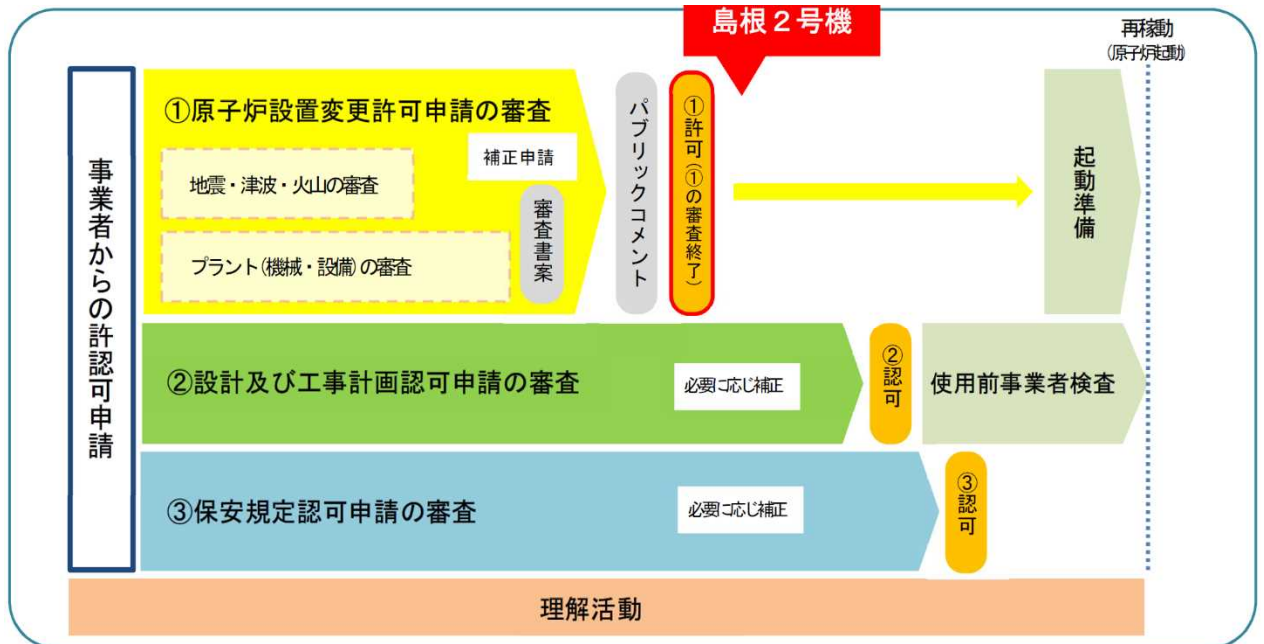 島根２号機
再稼動
(原子炉起動)
事業者からの許認可申請
①原子炉設置変更許可申請の審査
地震・津波・火山の審査
プラント(機械・設備)の審査
補正申請
審査書案
パブリックコメント
①許可(①の審査終了)
起動準備
②設計及び工事計画認可申請の審査
必要に応じ補正
②認可
使用前事業者検査
③保安規定認可申請の審査
必要に応じ補正
③認可
理解活動